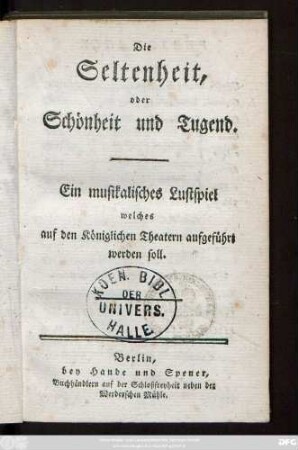 Die
Seltenheit,
oder
Schönheit und Tugend.
Ein musikalisches Lustspiel
welches
auf den Königlichen Theatern aufgeführt
werden soll.
KOEN. BIBL
DER
UNIVERS.
HALLE.
Berlin,
bey Haude und Spener,
Buchhändlern auf der Schloßfreyheit neben der
Werderschen Mühle.